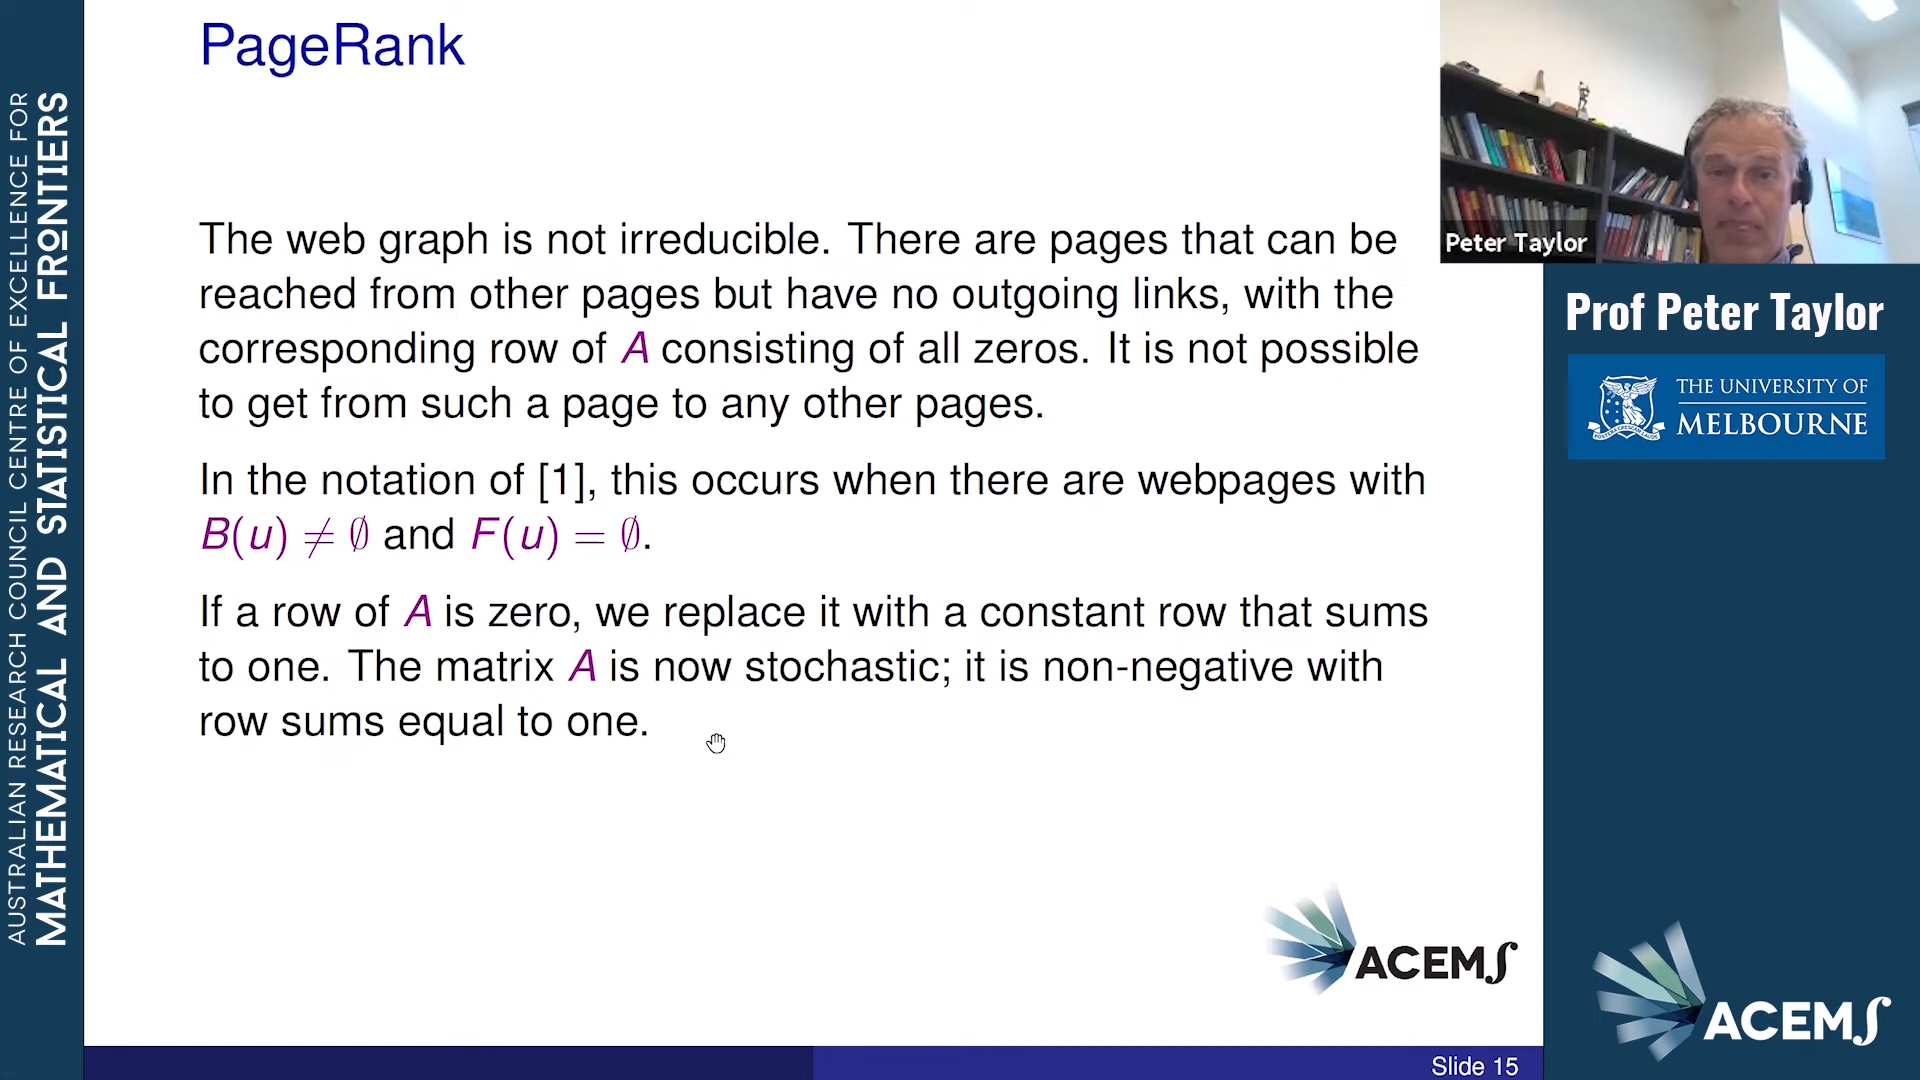 AUSTRALIAN RESEARCH COUNCIL CENTRE OF EXCELLENCE FOR
MATHEMATICAL AND STATISTICAL FRONTIERS
PageRank
The web graph is not irreducible. There are pages that can be
reached from other pages but have no outgoing links, with the
corresponding row of A consisting of all zeros. It is not possible
to get from such a page to any other pages.
In the notation of [1], this occurs when there are webpages with
B(u) ≠ ∅ and F(u) = ∅.
If a row of A is zero, we replace it with a constant row that sums
to one. The matrix A is now stochastic; it is non-negative with
row sums equal to one.
ACEMS
Slide 15
Peter Taylor
Prof Peter Taylor
THE UNIVERSITY OF
MELBOURNE
ACEMS